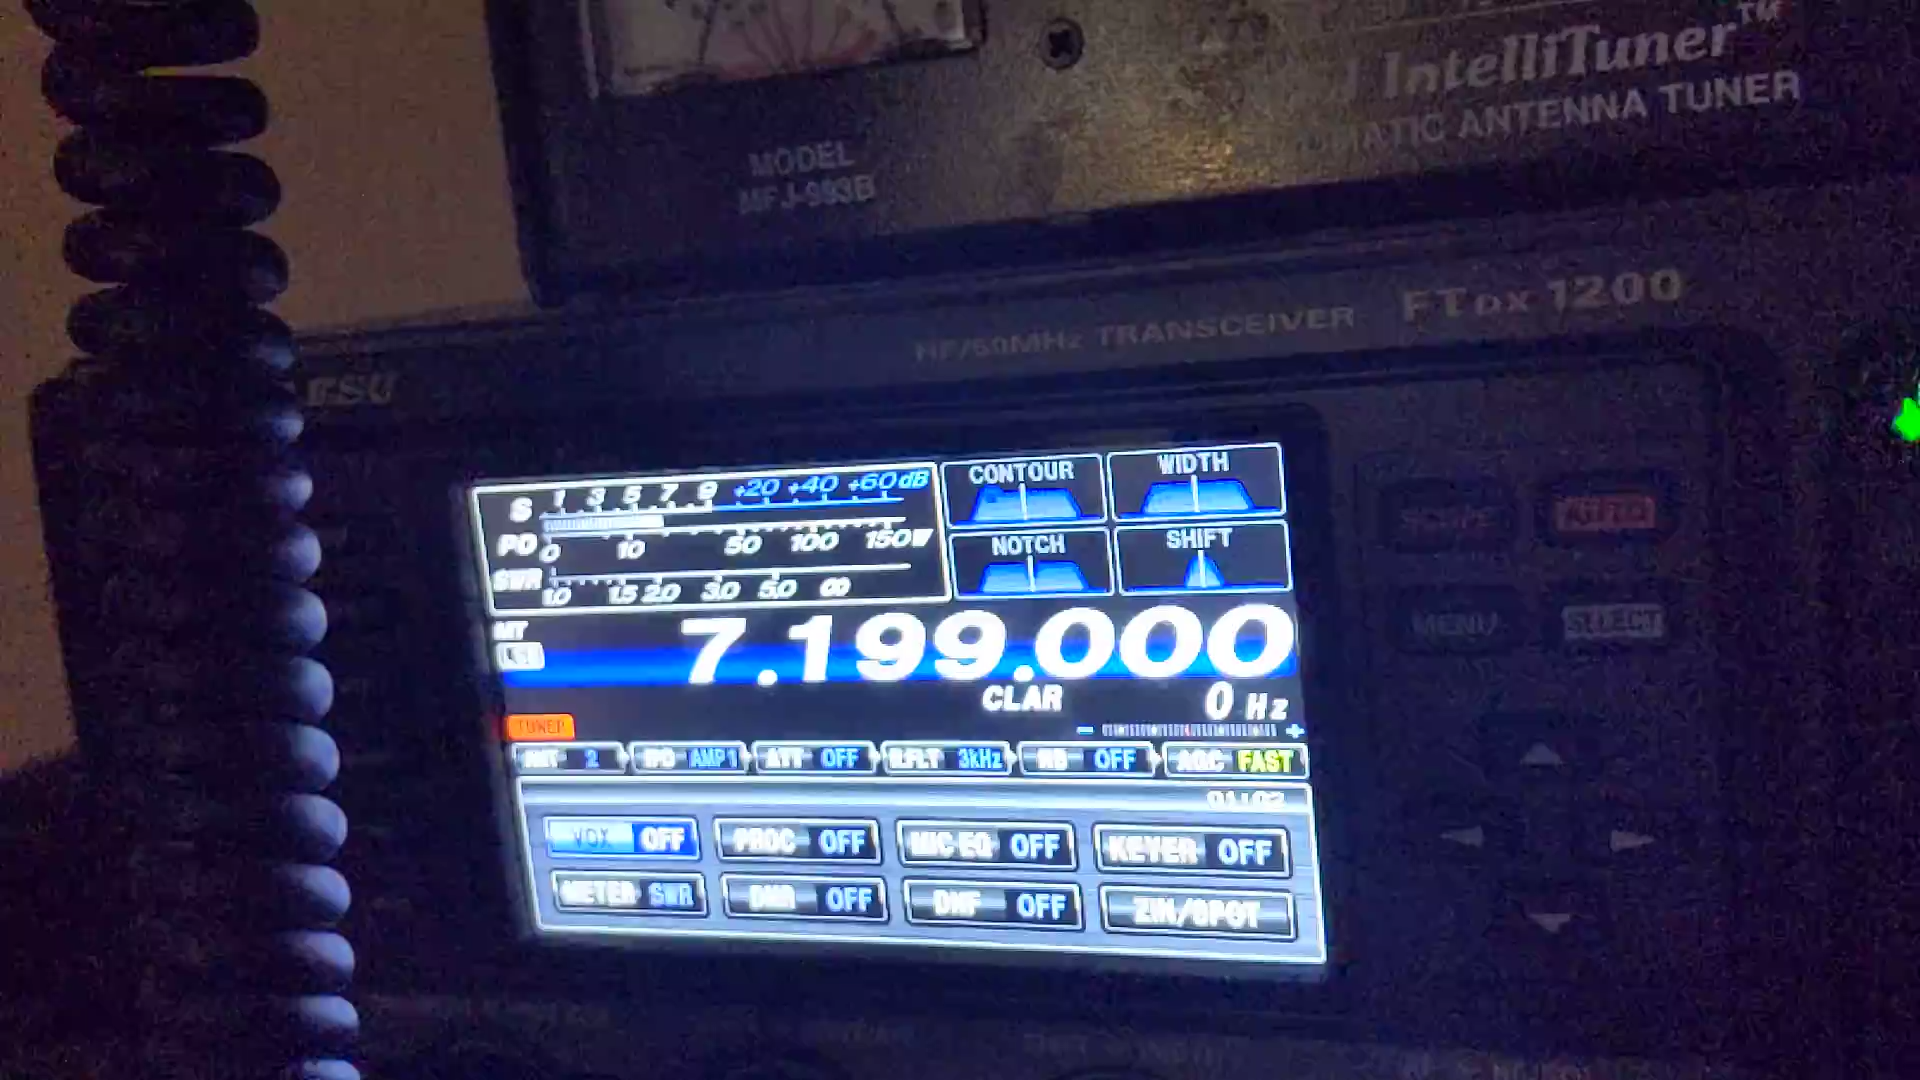 IntelliTuner™
MATIC ANTENNA TUNER
MODEL
MFJ-993B
HF/50MHz TRANSCEIVER FTDX 1200
ESU
S 1 3 5 7 9 +20 +40 +60dB
PO 0 10 50 100 150W
SWR 1.0 1.5 2.0 3.0 5.0 ∞
CONTOUR WIDTH
NOTCH SHIFT
MT
LSB
7.199.000
CLAR 0 Hz
TUNER
- +
ANT 2 IPO AMP1 ATT OFF R.FLT 3kHz NB OFF AGC FAST
VOX OFF PROC OFF MIC EQ OFF KEYER OFF
METER SWR DNR OFF DNF OFF ZIN/SPOT
SCOPE
MENU SELECT